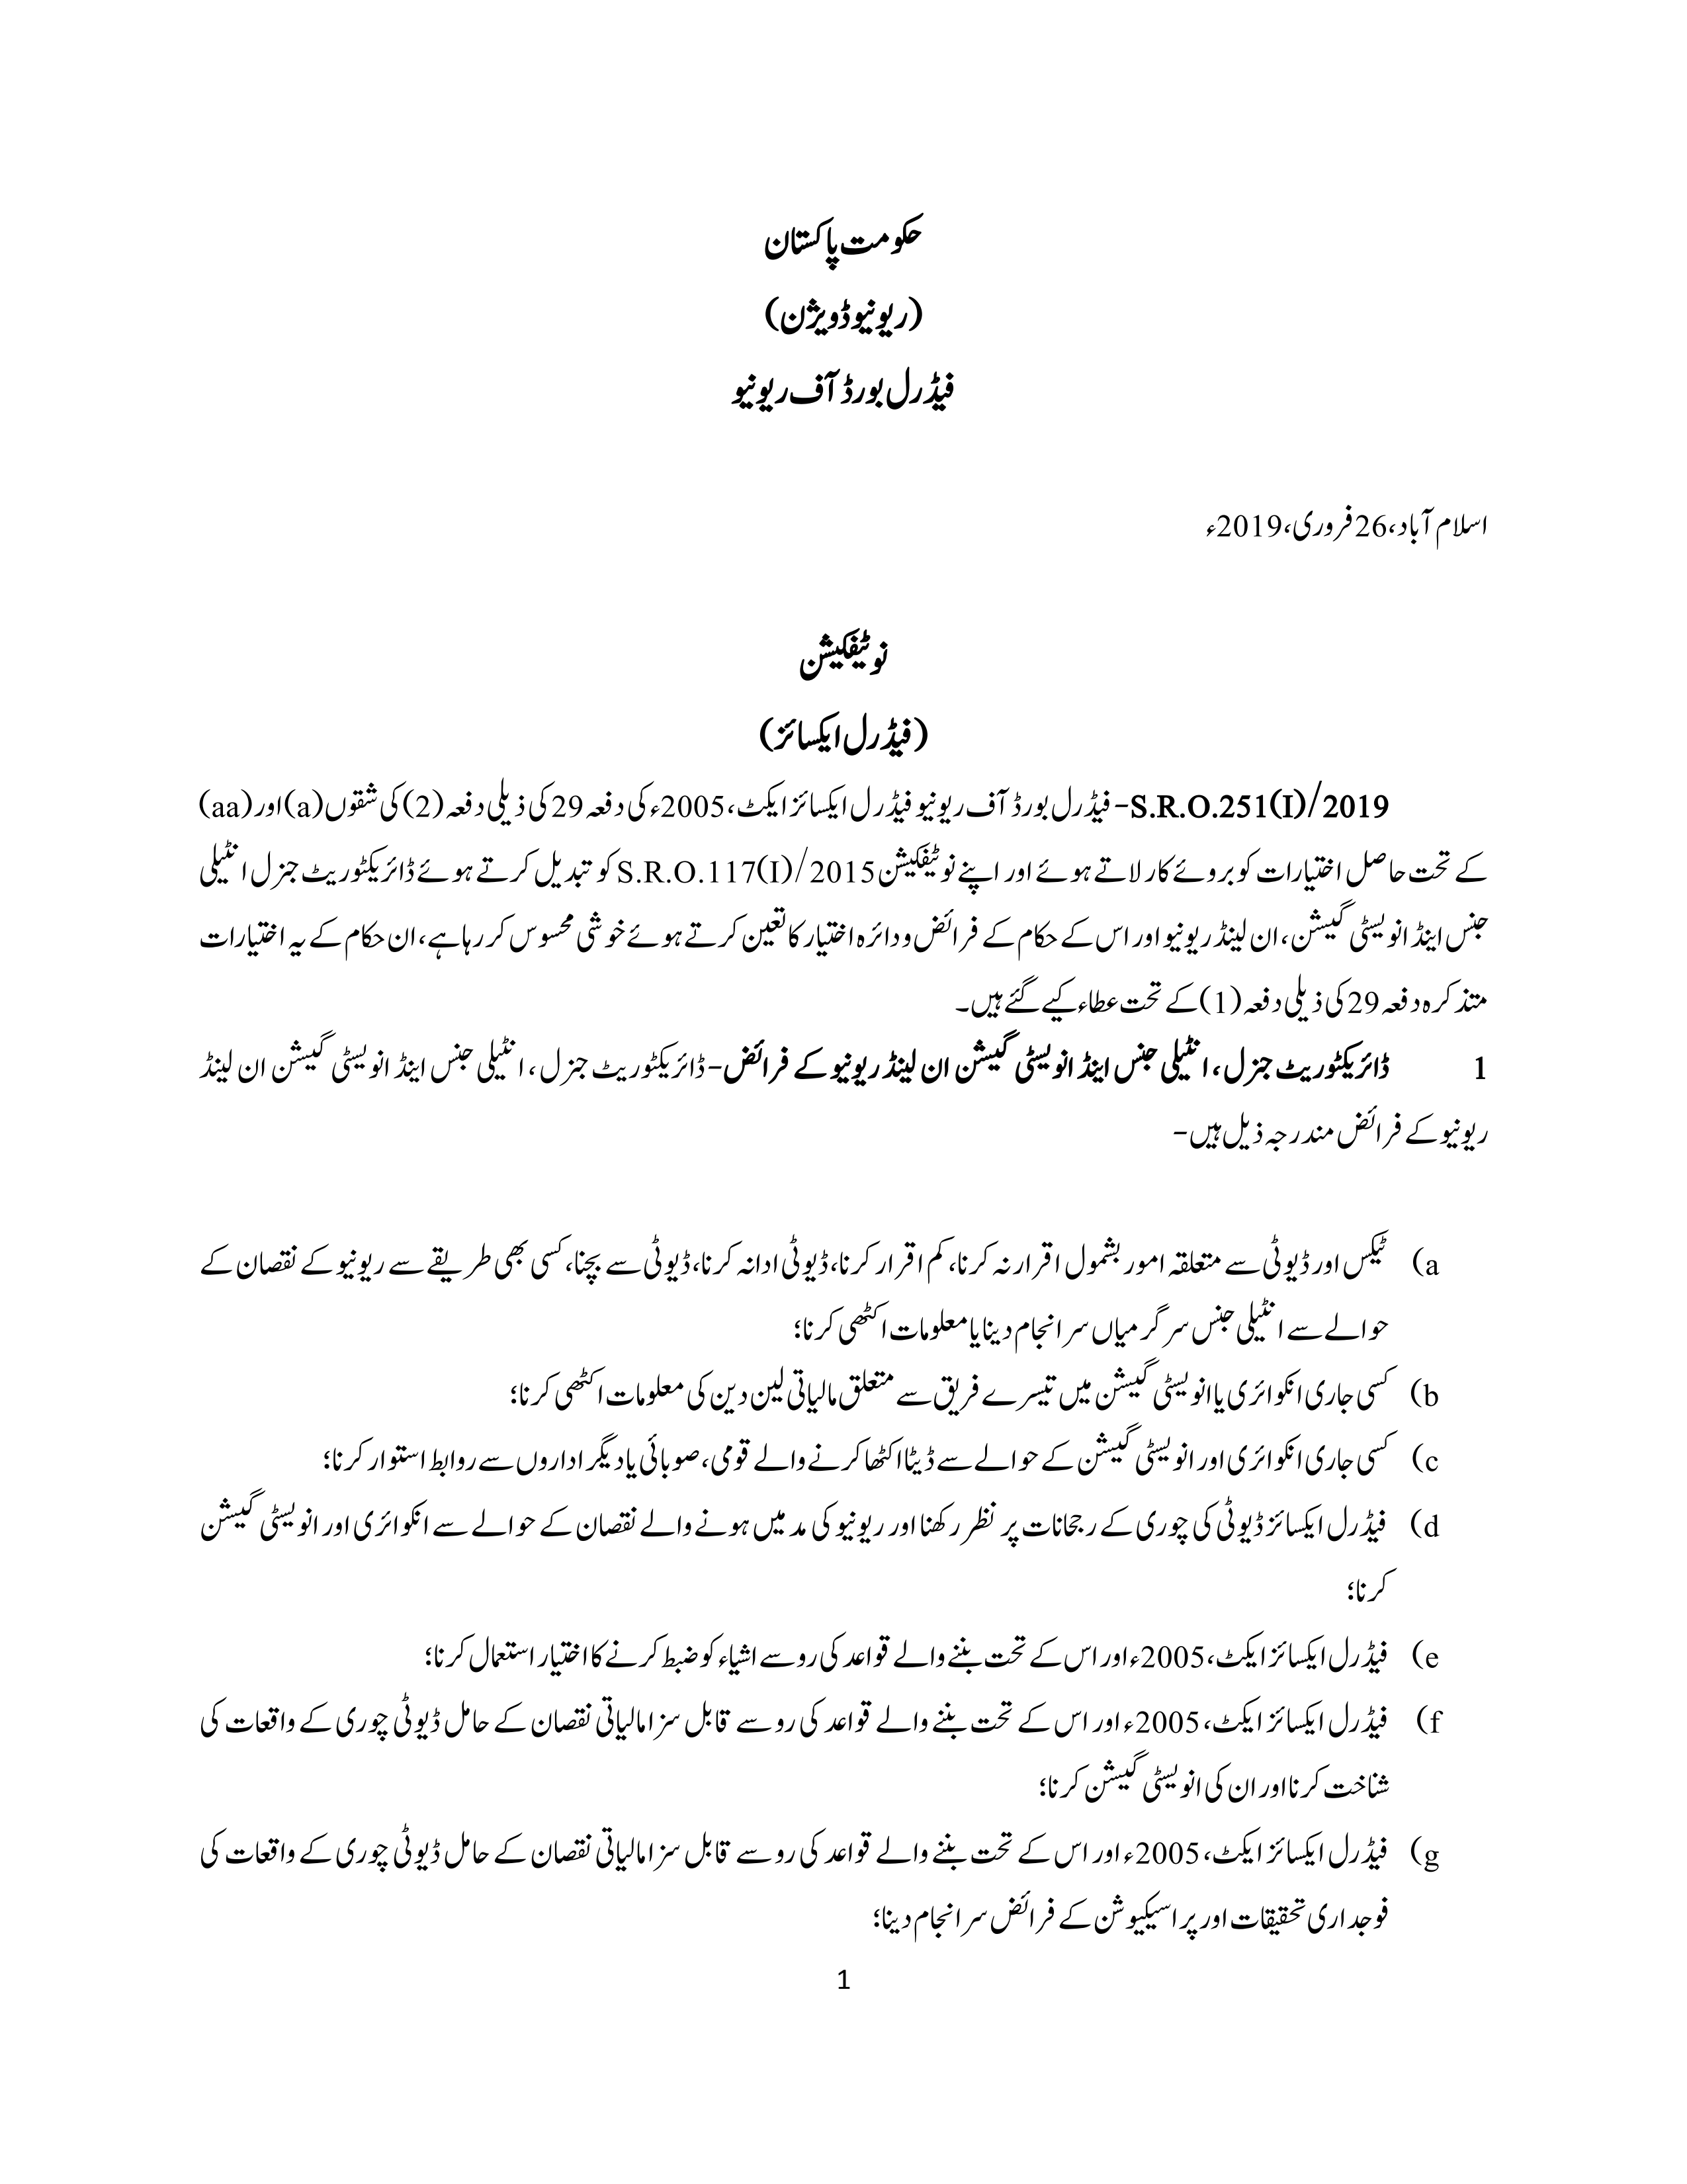 حکومت پاکستان
(ریونیو ڈویژن)
فیڈرل بورڈ آف ریونیو
اسلام آباد، 26 فروری، 2019ء
نوٹیفکیشن
(فیڈرل ایکسائز)
S.R.O.251(I)/2019- فیڈرل بورڈ آف ریونیو فیڈرل ایکسائز ایکٹ، 2005ء کی دفعہ 29 کی ذیلی دفعہ (2) کی شقوں (a) اور (aa)
کے تحت حاصل اختیارات کو بروئے کار لاتے ہوئے اور اپنے نوٹیفکیشن S.R.O.117(I)/2015 کو تبدیل کرتے ہوئے ڈائریکٹوریٹ جنرل انٹیلی
جنس اینڈ انویسٹی گیشن، ان لینڈ ریونیو اور اس کے حکام کے فرائض و دائرہ اختیار کا تعین کرتے ہوئے خوشی محسوس کر رہا ہے، ان حکام کے یہ اختیارات
متذکرہ دفعہ 29 کی ذیلی دفعہ (1) کے تحت عطاء کیے گئے ہیں۔
1 ڈائریکٹوریٹ جنرل، انٹیلی جنس اینڈ انویسٹی گیشن ان لینڈ ریونیو کے فرائض- ڈائریکٹوریٹ جنرل، انٹیلی جنس اینڈ انویسٹی گیشن ان لینڈ
ریونیو کے فرائض مندرجہ ذیل ہیں-
a) ٹیکس اور ڈیوٹی سے متعلقہ امور بشمول اقرار نہ کرنا، کم اقرار کرنا، ڈیوٹی ادا نہ کرنا، ڈیوٹی سے بچنا، کسی بھی طریقے سے ریونیو کے نقصان کے
حوالے سے انٹیلی جنس سرگرمیاں سرانجام دینا یا معلومات اکٹھی کرنا؛
b) کسی جاری انکوائری یا انویسٹی گیشن میں تیسرے فریق سے متعلق مالیاتی لین دین کی معلومات اکٹھی کرنا؛
c) کسی جاری انکوائری اور انویسٹی گیشن کے حوالے سے ڈیٹا اکٹھا کرنے والے قومی، صوبائی یا دیگر اداروں سے روابط استوار کرنا؛
d) فیڈرل ایکسائز ڈیوٹی کی چوری کے رجحانات پر نظر رکھنا اور ریونیو کی مد میں ہونے والے نقصان کے حوالے سے انکوائری اور انویسٹی گیشن
کرنا؛
e) فیڈرل ایکسائز ایکٹ، 2005ء اور اس کے تحت بننے والے قواعد کی رو سے اشیاء کو ضبط کرنے کا اختیار استعمال کرنا؛
f) فیڈرل ایکسائز ایکٹ، 2005ء اور اس کے تحت بننے والے قواعد کی رو سے قابل سزا مالیاتی نقصان کے حامل ڈیوٹی چوری کے واقعات کی
شناخت کرنا اور ان کی انویسٹی گیشن کرنا؛
g) فیڈرل ایکسائز ایکٹ، 2005ء اور اس کے تحت بننے والے قواعد کی رو سے قابل سزا مالیاتی نقصان کے حامل ڈیوٹی چوری کے واقعات کی
فوجداری تحقیقات اور پراسیکیوشن کے فرائض سرانجام دینا؛
1